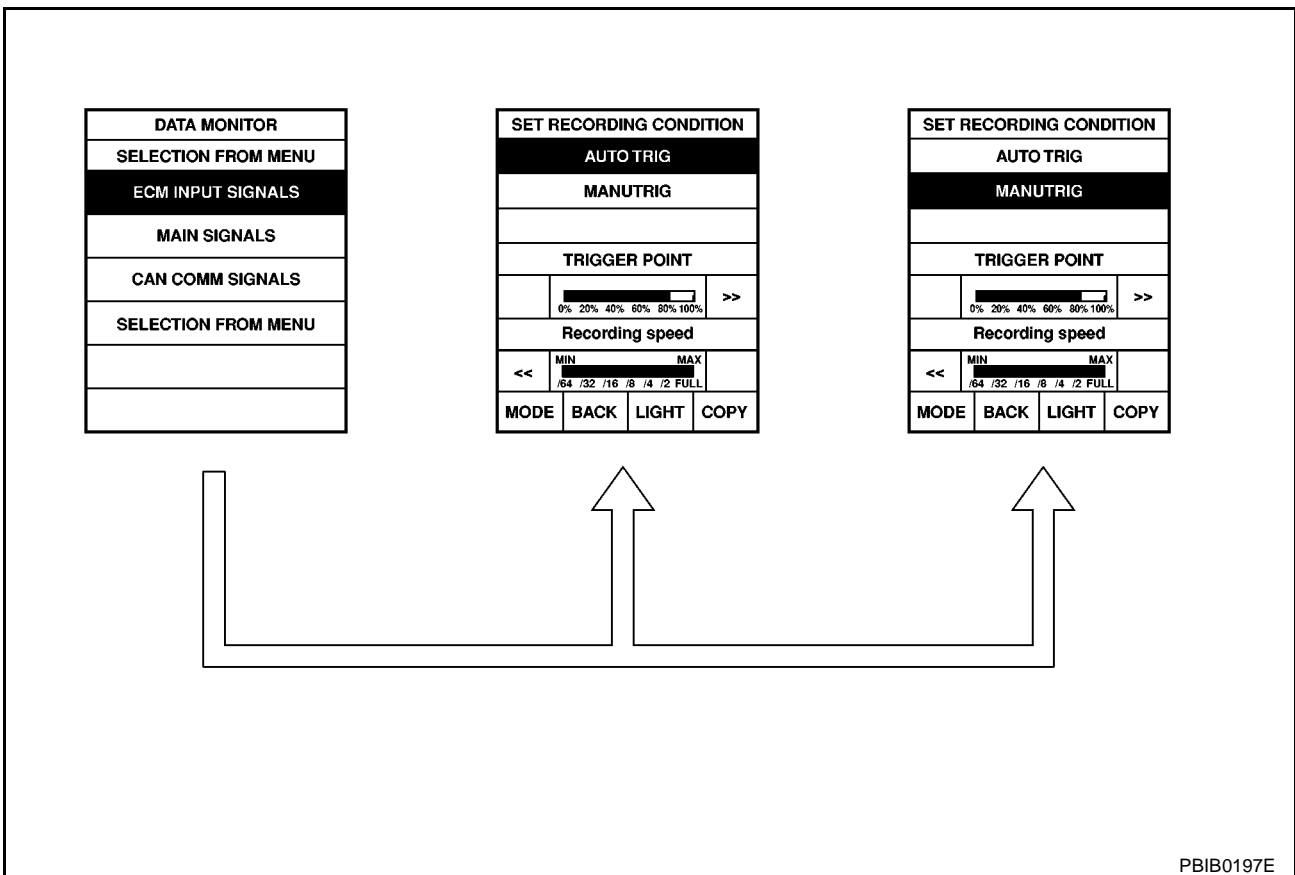 DATA MONITOR
SELECTION FROM MENU
ECM INPUT SIGNALS
MAIN SIGNALS
CAN COMM SIGNALS
SELECTION FROM MENU
SET RECORDING CONDITION
AUTO TRIG
MANUTRIG
TRIGGER POINT
>>
0% 20% 40% 60% 80% 100%
Recording speed
MIN MAX
<<
/64 /32 /16 /8 /4 /2 FULL
MODE BACK LIGHT COPY
SET RECORDING CONDITION
AUTO TRIG
MANUTRIG
TRIGGER POINT
>>
0% 20% 40% 60% 80% 100%
Recording speed
MIN MAX
<<
/64 /32 /16 /8 /4 /2 FULL
MODE BACK LIGHT COPY
PBIB0197E